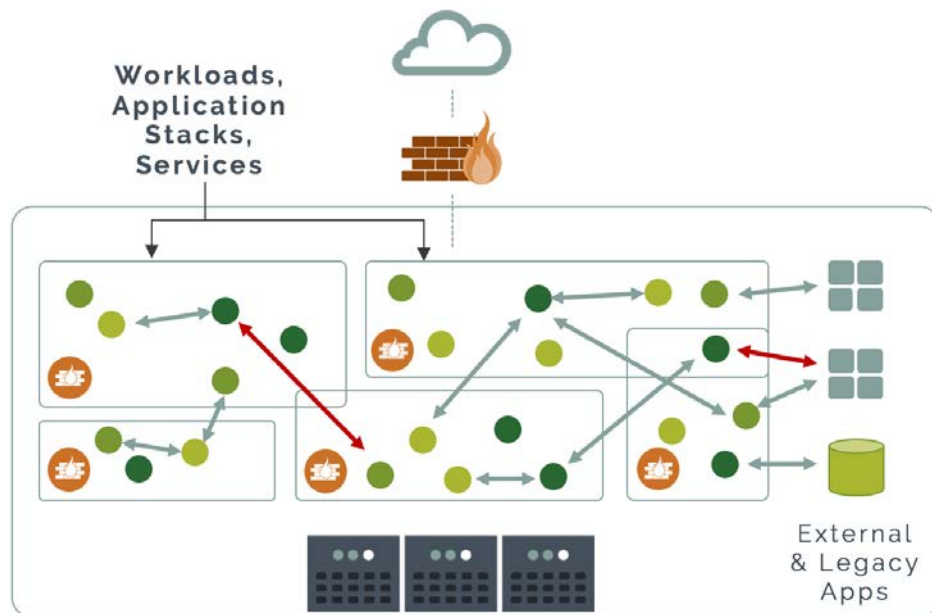 Workloads,
Application
Stacks,
Services
External
& Legacy
Apps